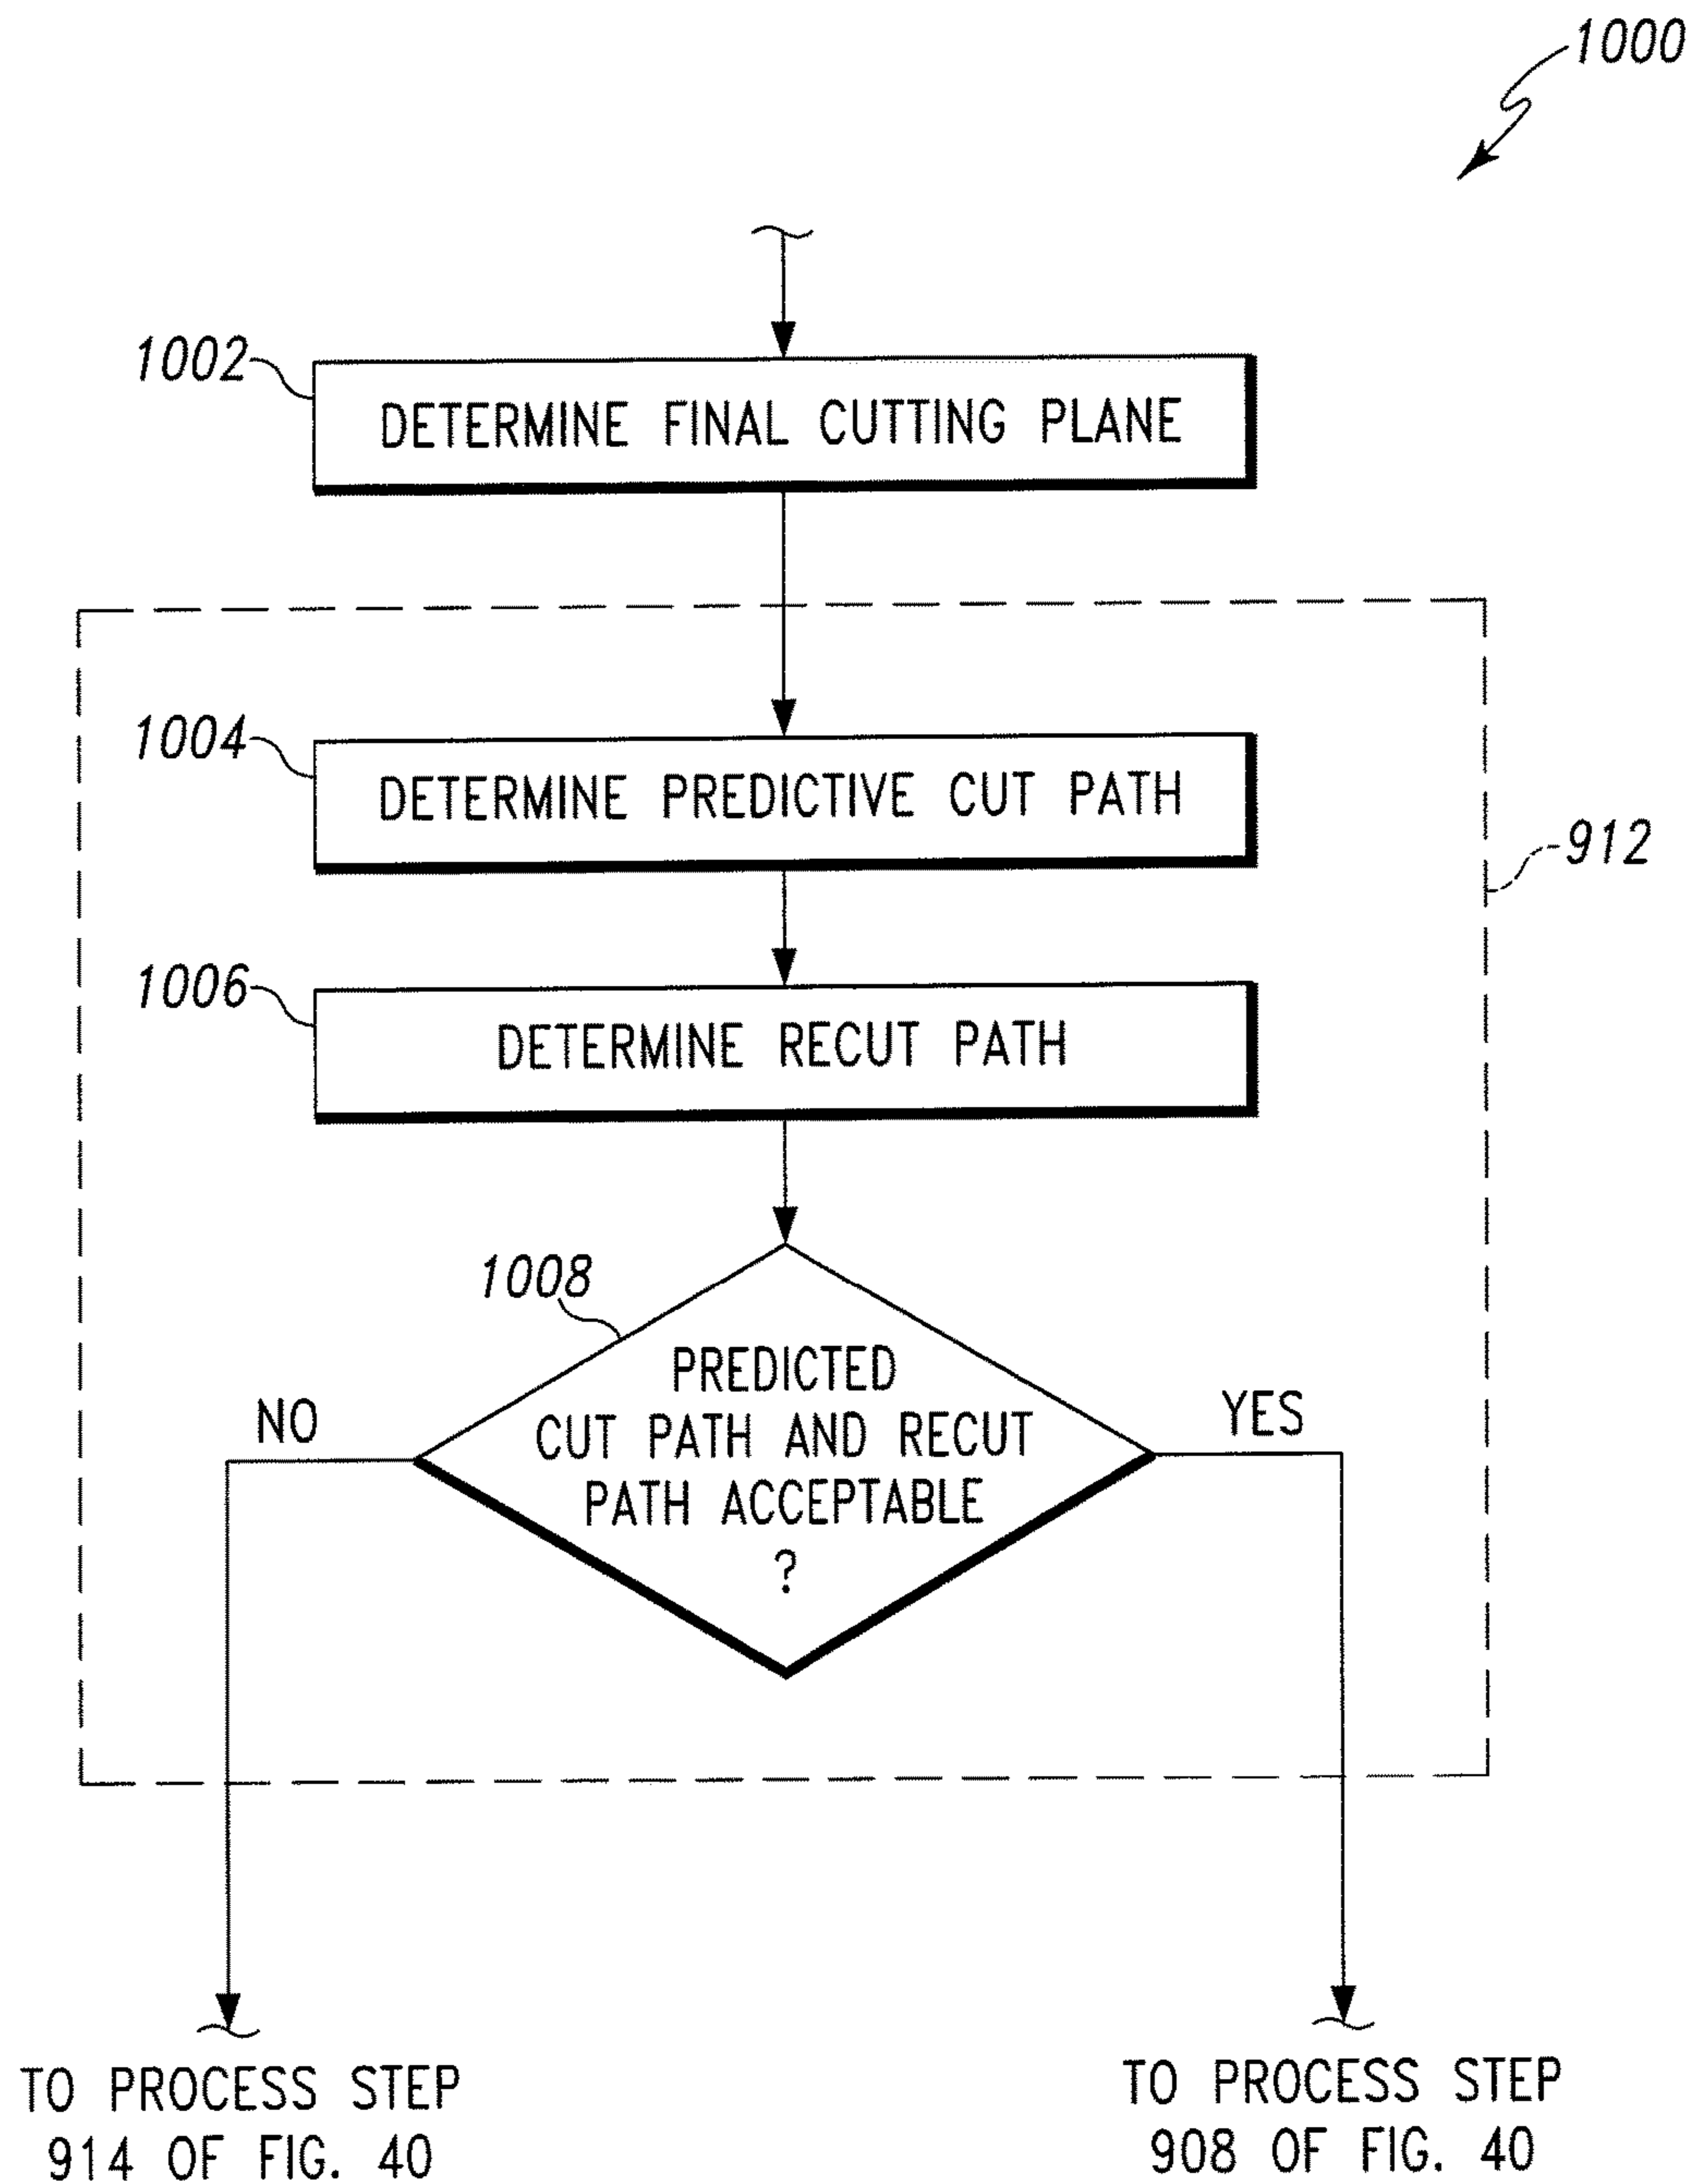 1000
1002
DETERMINE FINAL CUTTING PLANE
1004
DETERMINE PREDICTIVE CUT PATH
912
1006
DETERMINE RECUT PATH
1008
PREDICTED
CUT PATH AND RECUT
PATH ACCEPTABLE
?
NO
YES
TO PROCESS STEP
914 OF FIG. 40
TO PROCESS STEP
908 OF FIG. 40